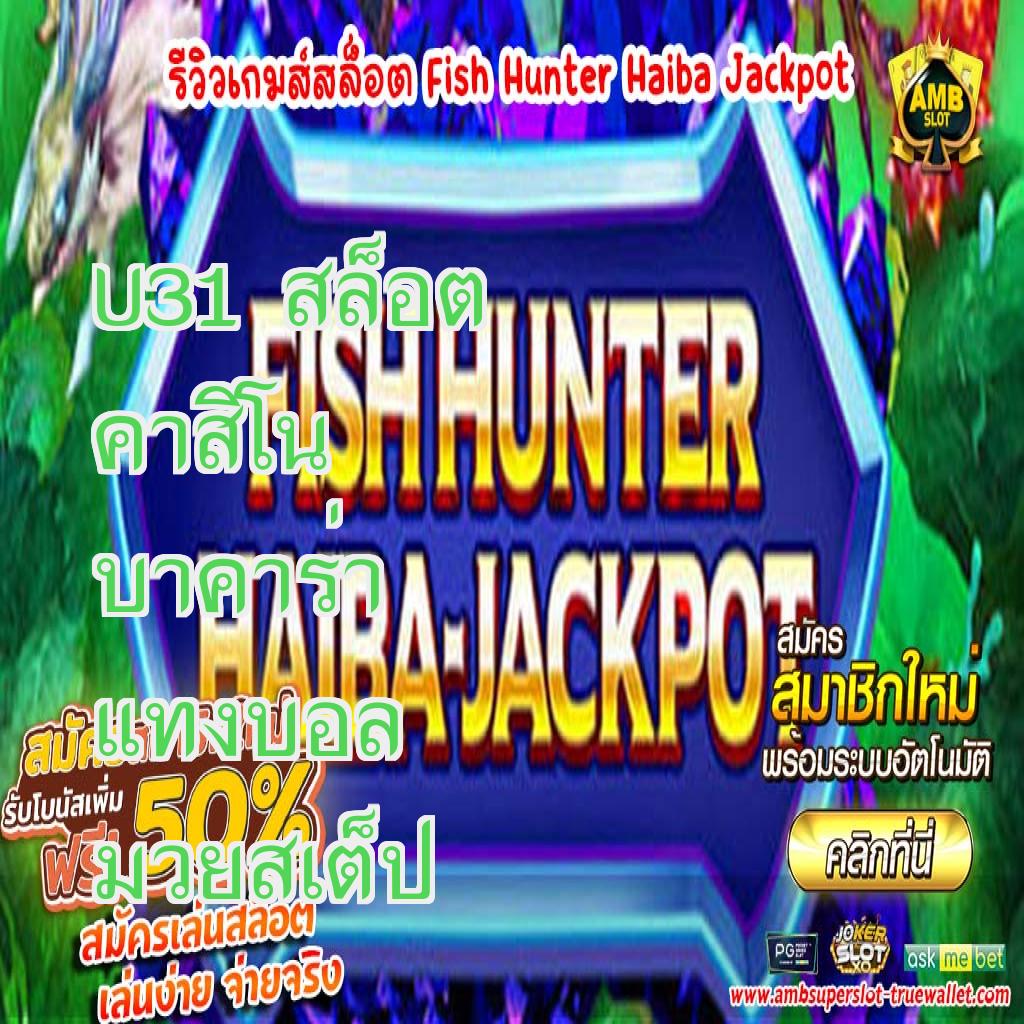 รีวิวเกมส์สล็อต Fish Hunter Haiba Jackpot
AMB
SLOT
U31 สล็อต
คาสิโน
บาคาร่า
แทงบอล
มวยสเต็ป
FISH HUNTER
HAIBA-JACKPOT
สมัคร
สมาชิกใหม่
พร้อมระบบอัตโนมัติ
คลิกที่นี่
รับโบนัสเพิ่ม
ฟรี 50%
สมัครเล่นสล็อต
เล่นง่าย จ่ายจริง
PG
JOKER
SLOT
XO
ask me bet
www.ambsuperslot-truewallet.com